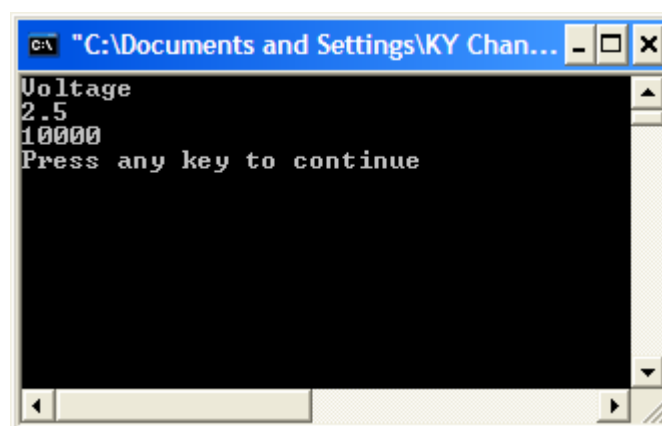 "C:\Documents and Settings\KY Chan...
Voltage
2.5
10000
Press any key to continue